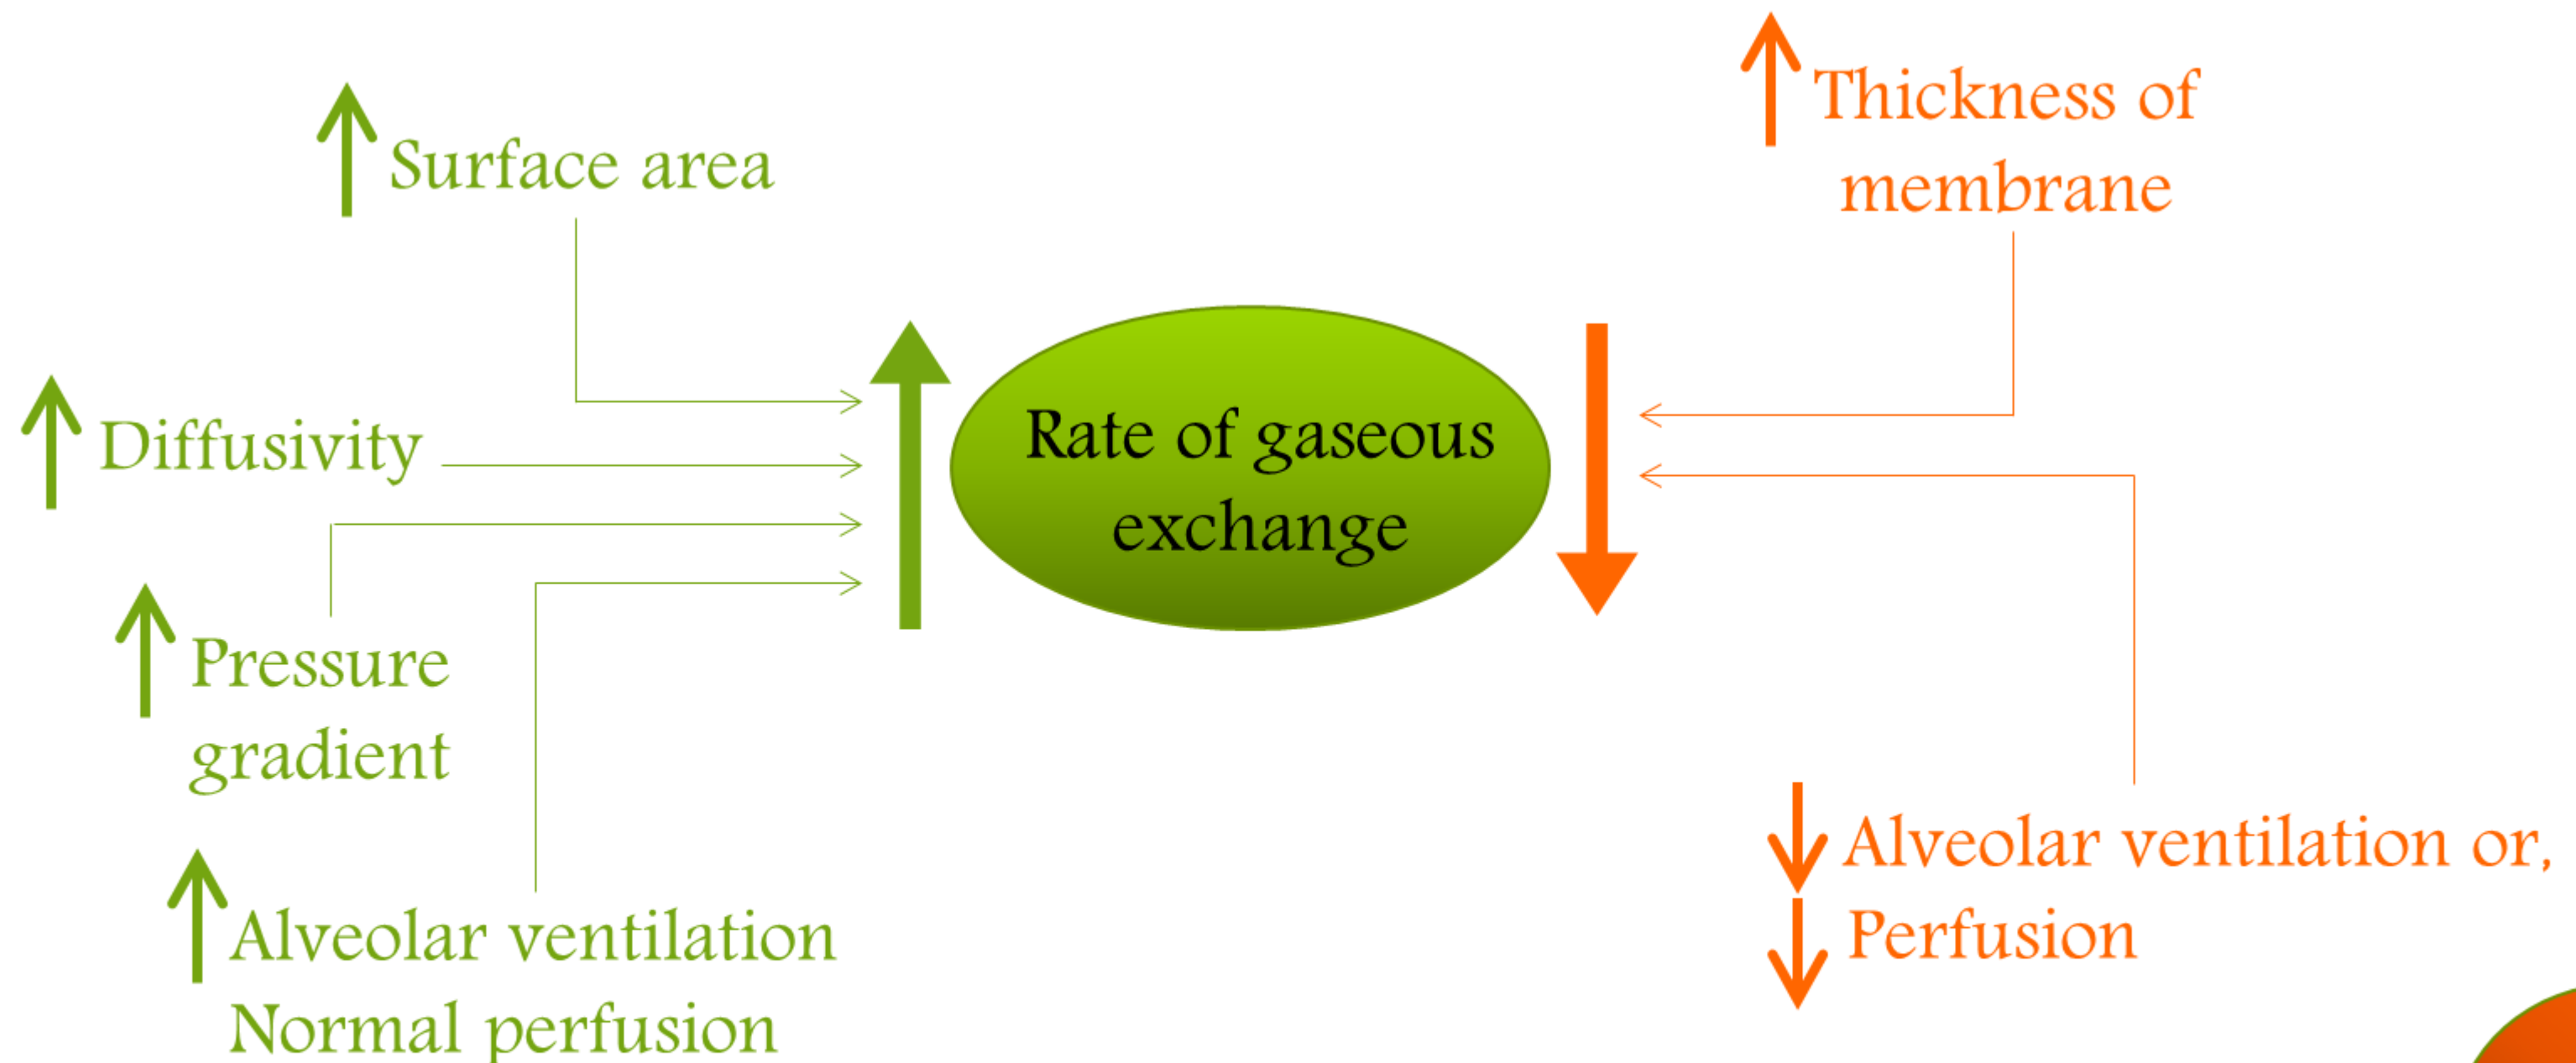 Surface area
Diffusivity
Pressure
gradient
Alveolar ventilation
Normal perfusion
Rate of gaseous
exchange
Thickness of
membrane
Alveolar ventilation or,
Perfusion